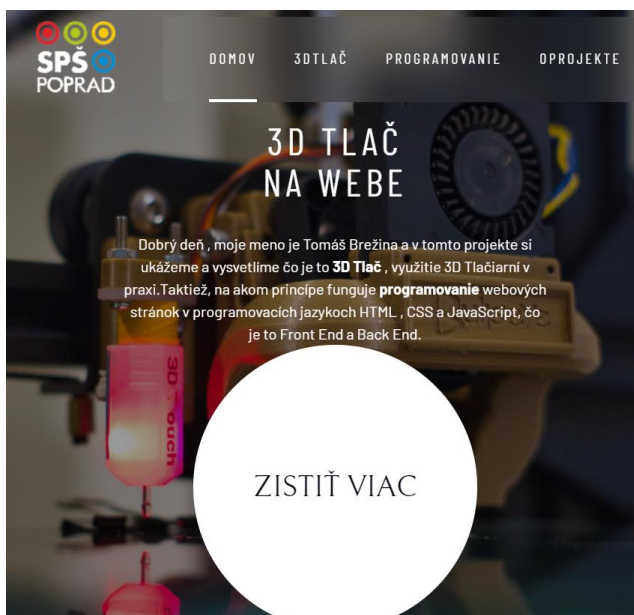 SPŠ
POPRAD
DOMOV 3DTLAČ PROGRAMOVANIE OPROJEKTE
3D TLAČ
NA WEBE
Dobrý deň , moje meno je Tomáš Brežina a v tomto projekte si
ukážeme a vysvetlíme čo je to 3D Tlač , využitie 3D Tlačiarní v
praxi.Taktiež, na akom princípe funguje programovanie webových
stránok v programovacích jazykoch HTML , CSS a JavaScript, čo
je to Front End a Back End.
3D Touch
ZISTIŤ VIAC